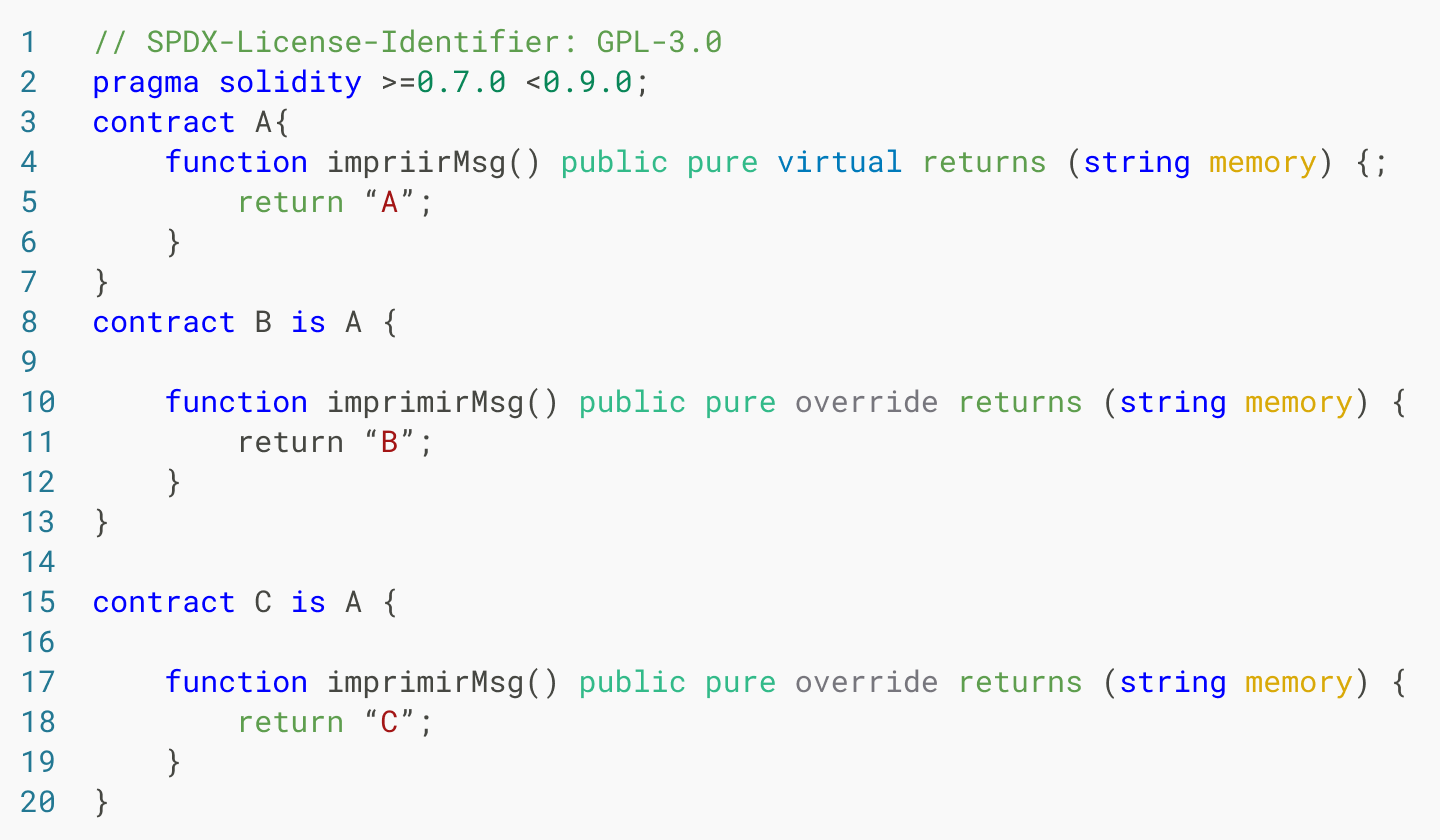 1 // SPDX-License-Identifier: GPL-3.0
2 pragma solidity >=0.7.0 <0.9.0;
3 contract A{
4 function impriirMsg() public pure virtual returns (string memory) {;
5 return “A”;
6 }
7 }
8 contract B is A {
9
10 function imprimirMsg() public pure override returns (string memory) {
11 return “B”;
12 }
13 }
14
15 contract C is A {
16
17 function imprimirMsg() public pure override returns (string memory) {
18 return “C”;
19 }
20 }